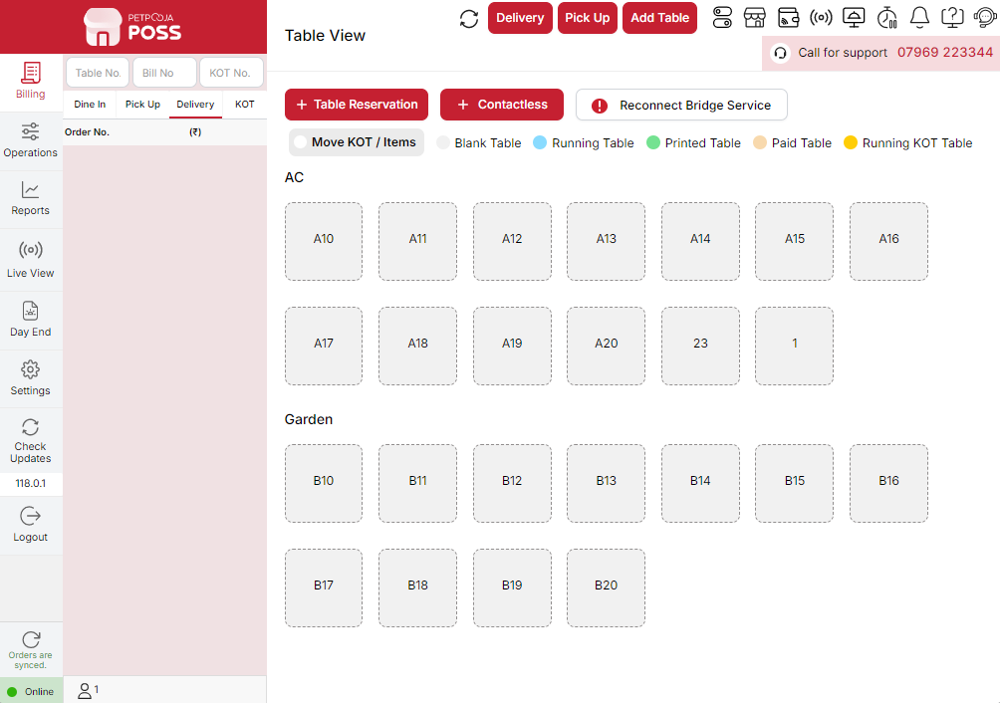 PETPOOJA
POSS
Billing
Operations
Reports
Live View
Day End
Settings
Check
Updates
118.0.1
Logout
Orders are
synced.
Online
Table No.
Bill No
KOT No.
Dine In
Pick Up
Delivery
KOT
Order No.
(₹)
1
Table View
Delivery
Pick Up
Add Table
Call for support 07969 223344
+ Table Reservation
+ Contactless
Reconnect Bridge Service
Move KOT / Items
Blank Table
Running Table
Printed Table
Paid Table
Running KOT Table
AC
A10
A11
A12
A13
A14
A15
A16
A17
A18
A19
A20
23
1
Garden
B10
B11
B12
B13
B14
B15
B16
B17
B18
B19
B20